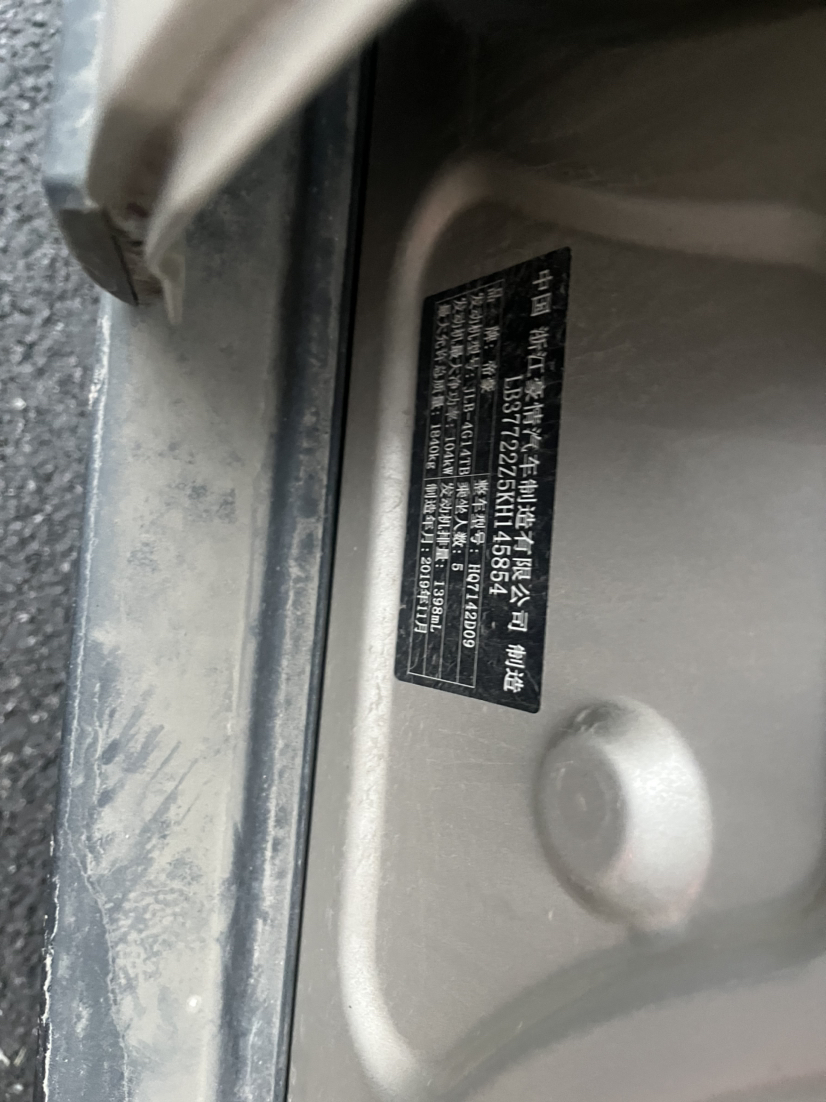 中国 浙江豪情汽车制造有限公司 制造
LB37722Z5KH145854
品 牌：帝豪 整车型号：HQ7142D09
发动机型号：JLB-4G14TB 乘坐人数：5
发动机最大净功率：104kW 发动机排量：1398mL
最大允许总质量：1840kg 制造年月：2019年11月